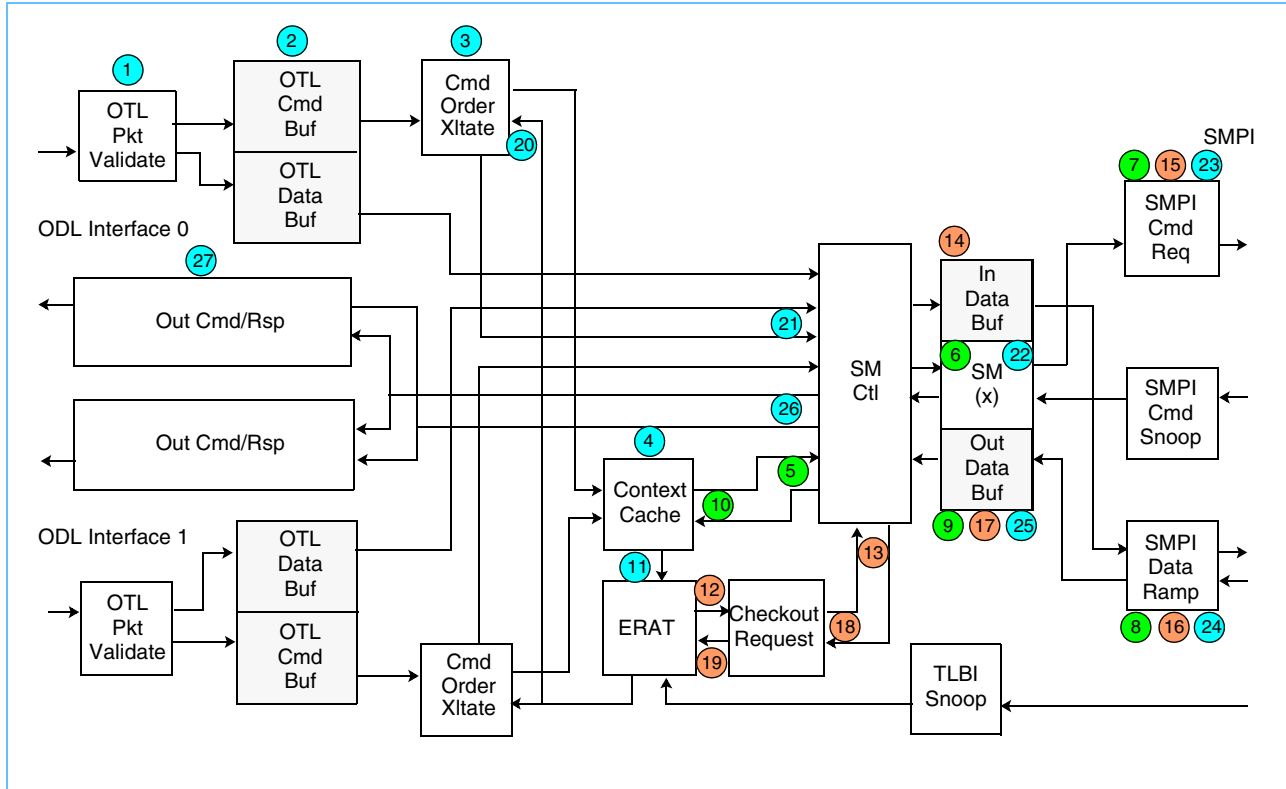 1
2
3
OTL
Pkt
Validate
OTL
Cmd
Buf
OTL
Data
Buf
Cmd
Order
Xltate
20
ODL Interface 0
27
Out Cmd/Rsp
Out Cmd/Rsp
ODL Interface 1
OTL
Pkt
Validate
OTL
Data
Buf
OTL
Cmd
Buf
Cmd
Order
Xltate
21
26
4
Context
Cache
5
10
11
ERAT
12
19
Checkout
Request
18
13
SM
Ctl
14
In
Data
Buf
6
22
SM
(x)
Out
Data
Buf
9
17
25
SMPI
7
15
23
SMPI
Cmd
Req
SMPI
Cmd
Snoop
SMPI
Data
Ramp
8
16
24
TLBI
Snoop